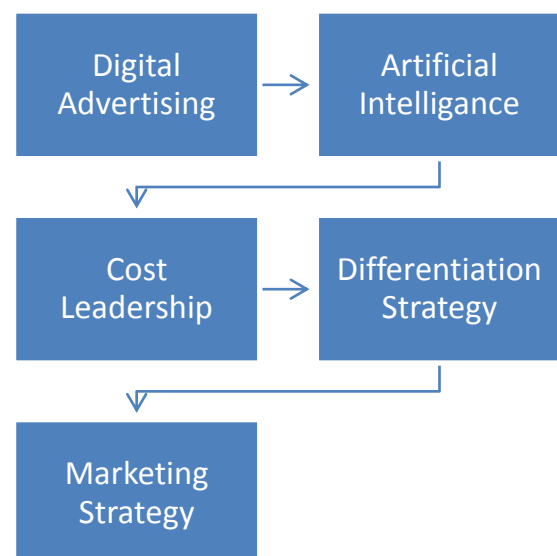 Digital
Advertising
Artificial
Intelligance
Cost
Leadership
Differentiation
Strategy
Marketing
Strategy